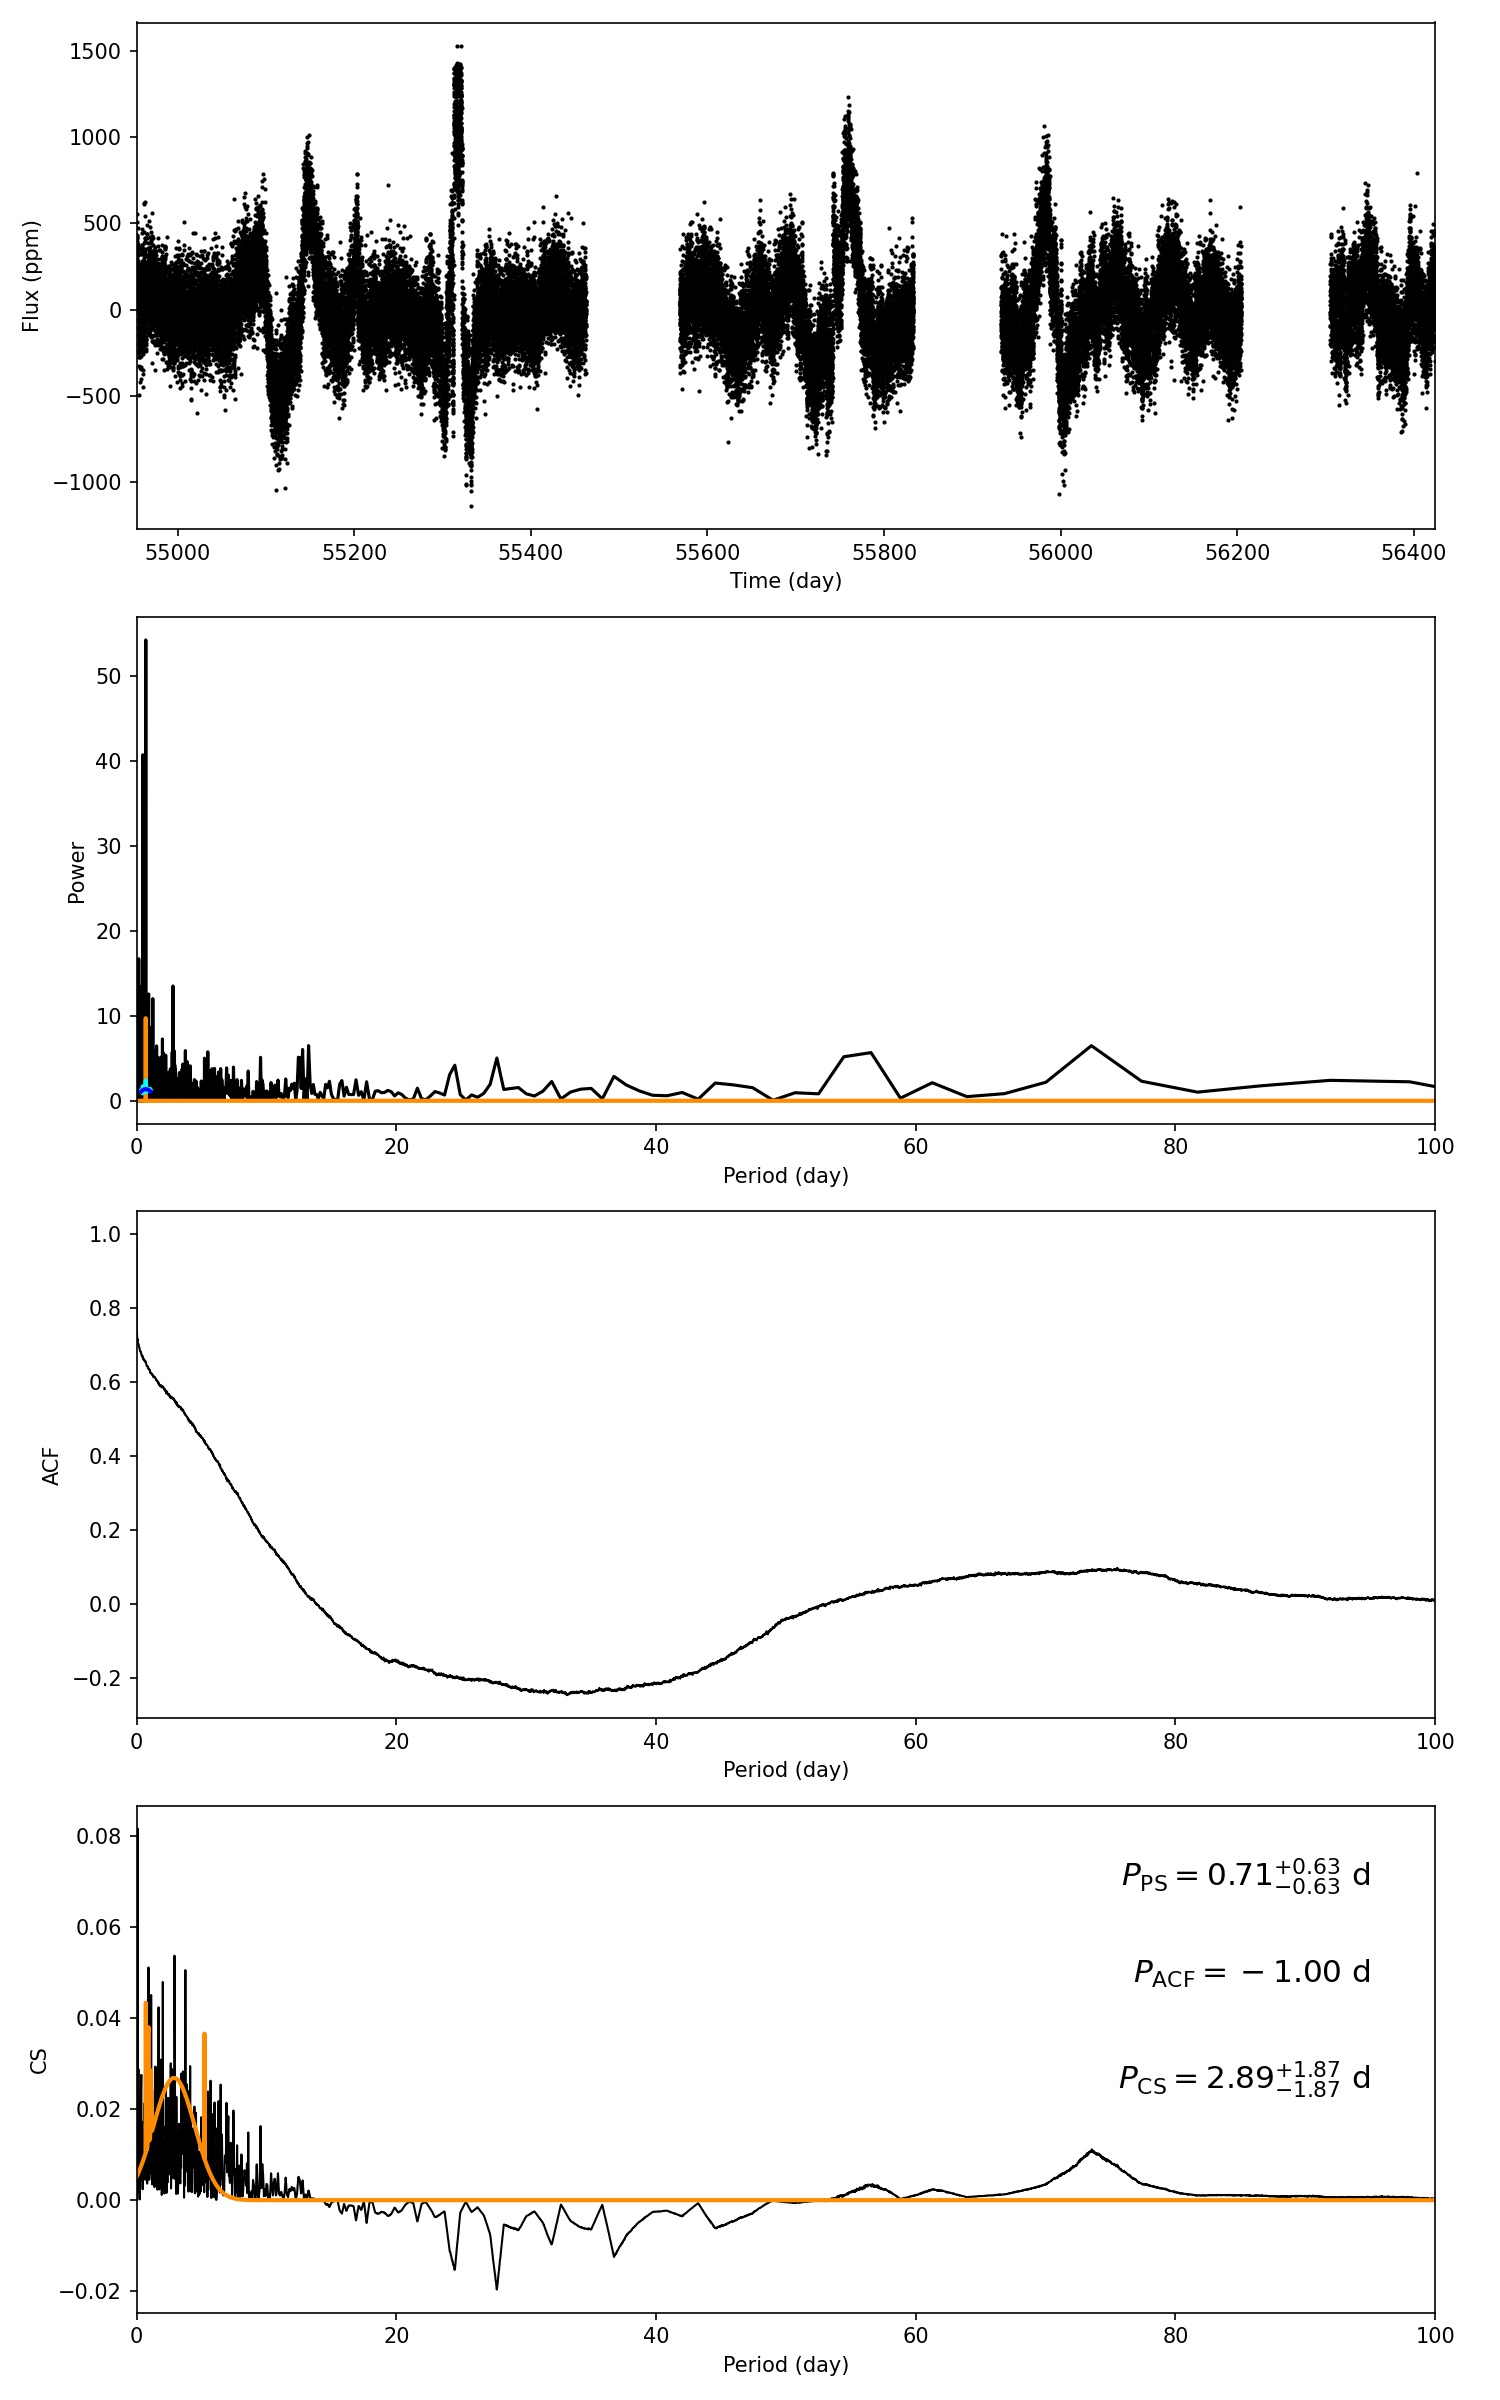 1500
1000
500
0
−500
−1000
Flux (ppm)
55000 55200 55400 55600 55800 56000 56200 56400
Time (day)
50
40
30
20
10
0
Power
0 20 40 60 80 100
Period (day)
1.0
0.8
0.6
0.4
0.2
0.0
−0.2
ACF
0 20 40 60 80 100
Period (day)
0.08
0.06
0.04
0.02
0.00
−0.02
CS
P_PS = 0.71 +0.63 −0.63 d
P_ACF = −1.00 d
P_CS = 2.89 +1.87 −1.87 d
0 20 40 60 80 100
Period (day)